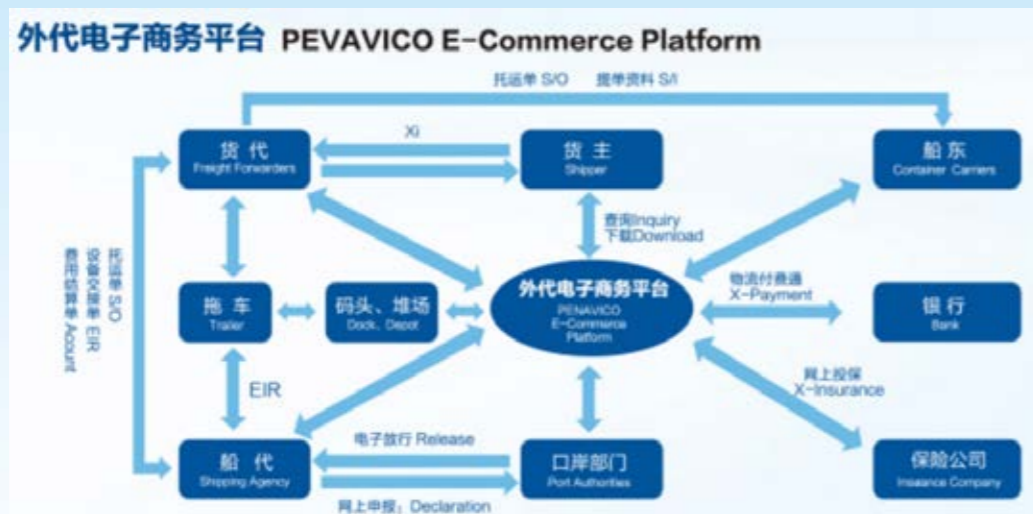 外代电子商务平台 PEVAVICO E-Commerce Platform
托运单 S/O 提单资料 S/I
货代
Freight Forwarders
Xi
货主
Shipper
船东
Container Carriers
查询Inquiry
下载Download
托运单 S/O
设备交接单 EIR
费用结算单 Acount
拖车
Trailer
码头、堆场
Dock、Depot
外代电子商务平台
PENAVICO
E-Commerce
Platform
物流付费通
X-Payment
银行
Bank
EIR
网上投保
X-Insurance
船代
Shipping Agency
电子放行 Release
网上申报：Declaration
口岸部门
Port Authorities
保险公司
Insurance Company